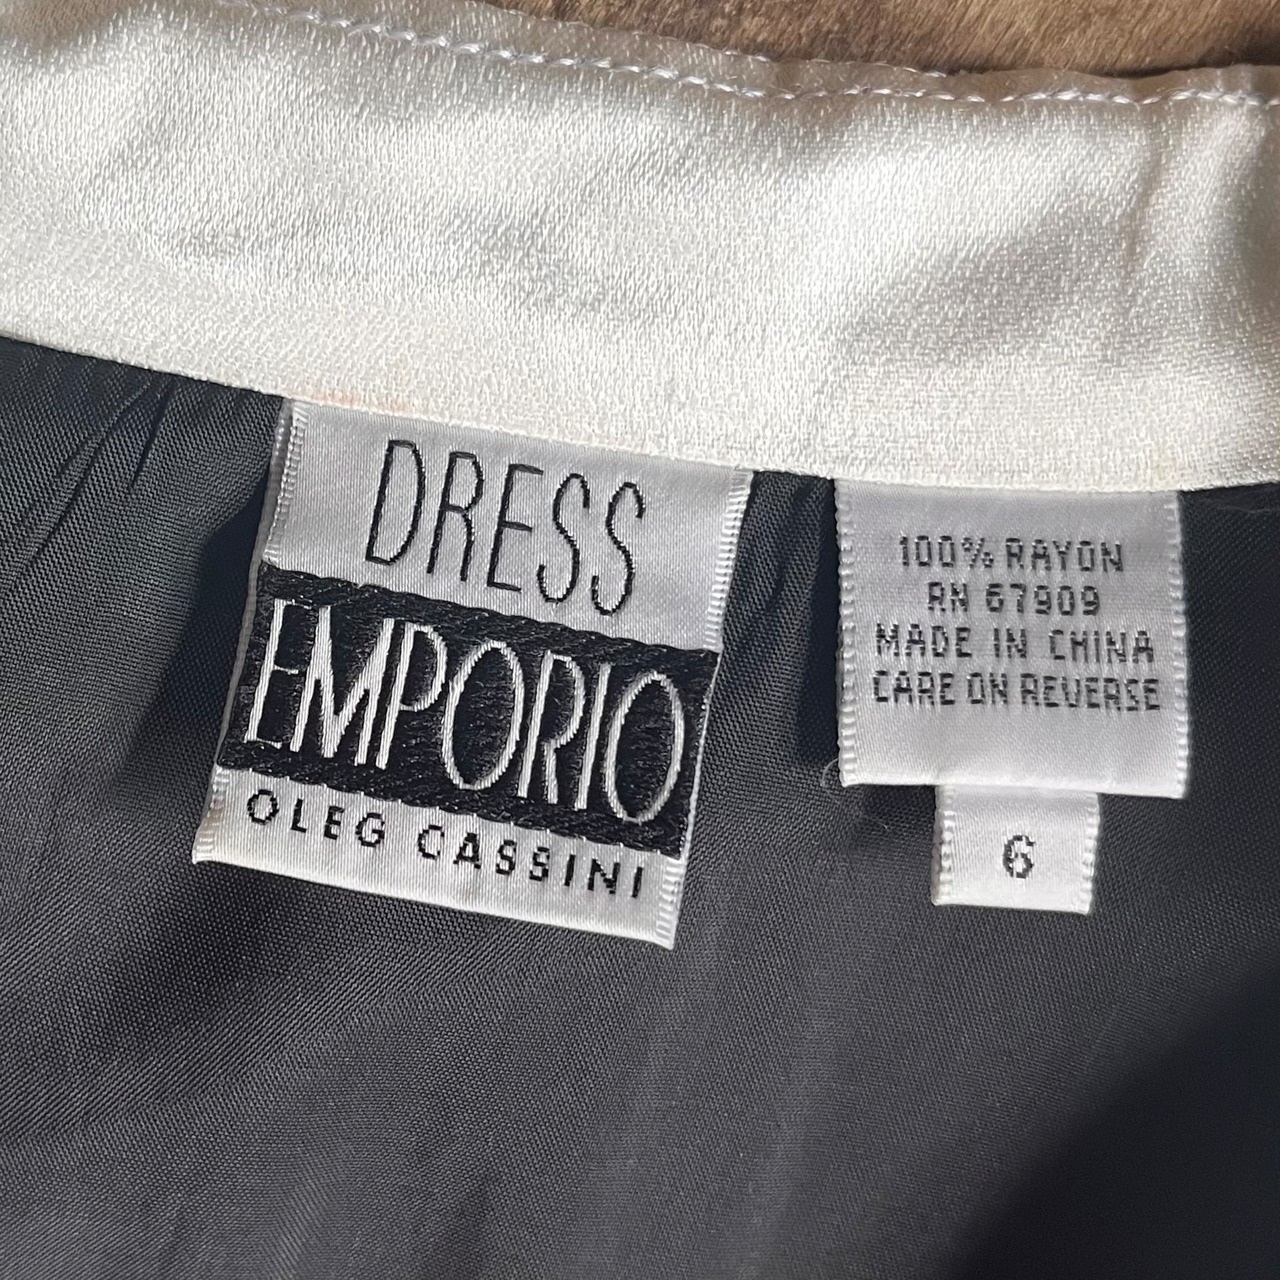 DRESS
EMPORIO
OLEG CASSINI
100% RAYON
RN 67909
MADE IN CHINA
CARE ON REVERSE
6